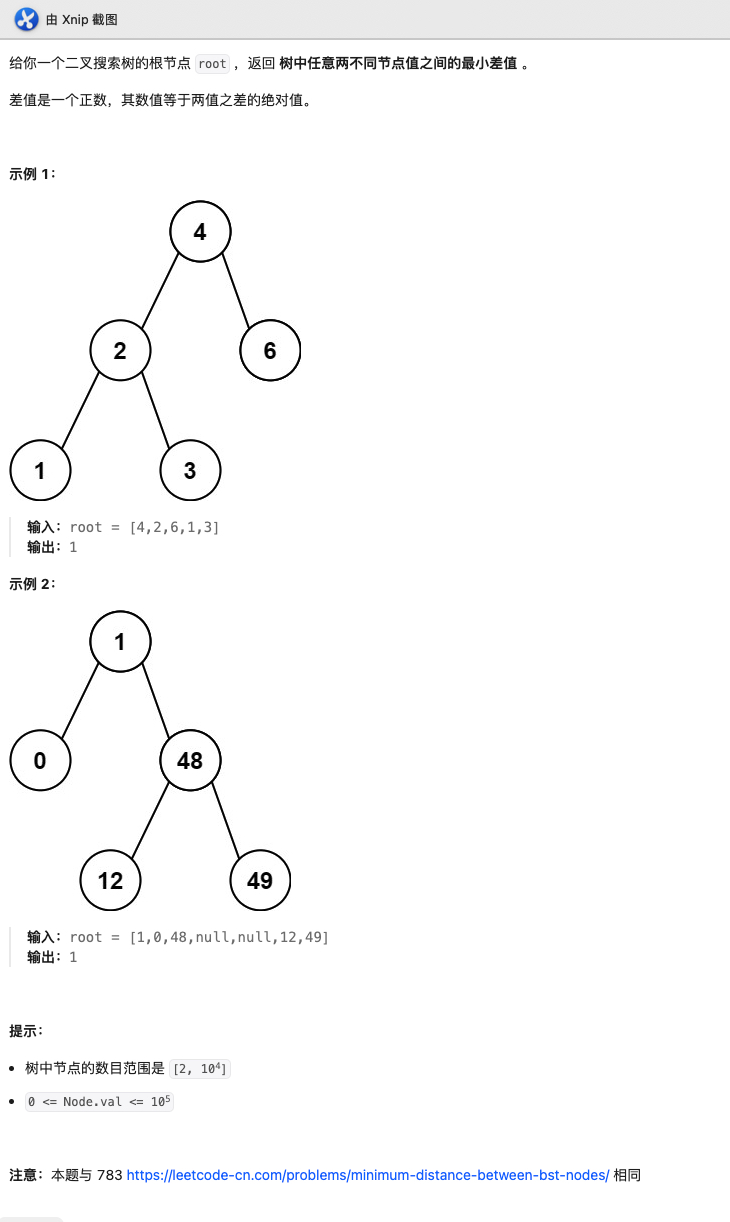 由 Xnip 截图
给你一个二叉搜索树的根节点 root ，返回 树中任意两不同节点值之间的最小差值 。
差值是一个正数，其数值等于两值之差的绝对值。
示例 1：
4
2
6
1
3
输入：root = [4,2,6,1,3]
输出：1
示例 2：
1
0
48
12
49
输入：root = [1,0,48,null,null,12,49]
输出：1
提示：
• 树中节点的数目范围是 [2, 10⁴]
• 0 <= Node.val <= 10⁵
注意：本题与 783 https://leetcode-cn.com/problems/minimum-distance-between-bst-nodes/ 相同